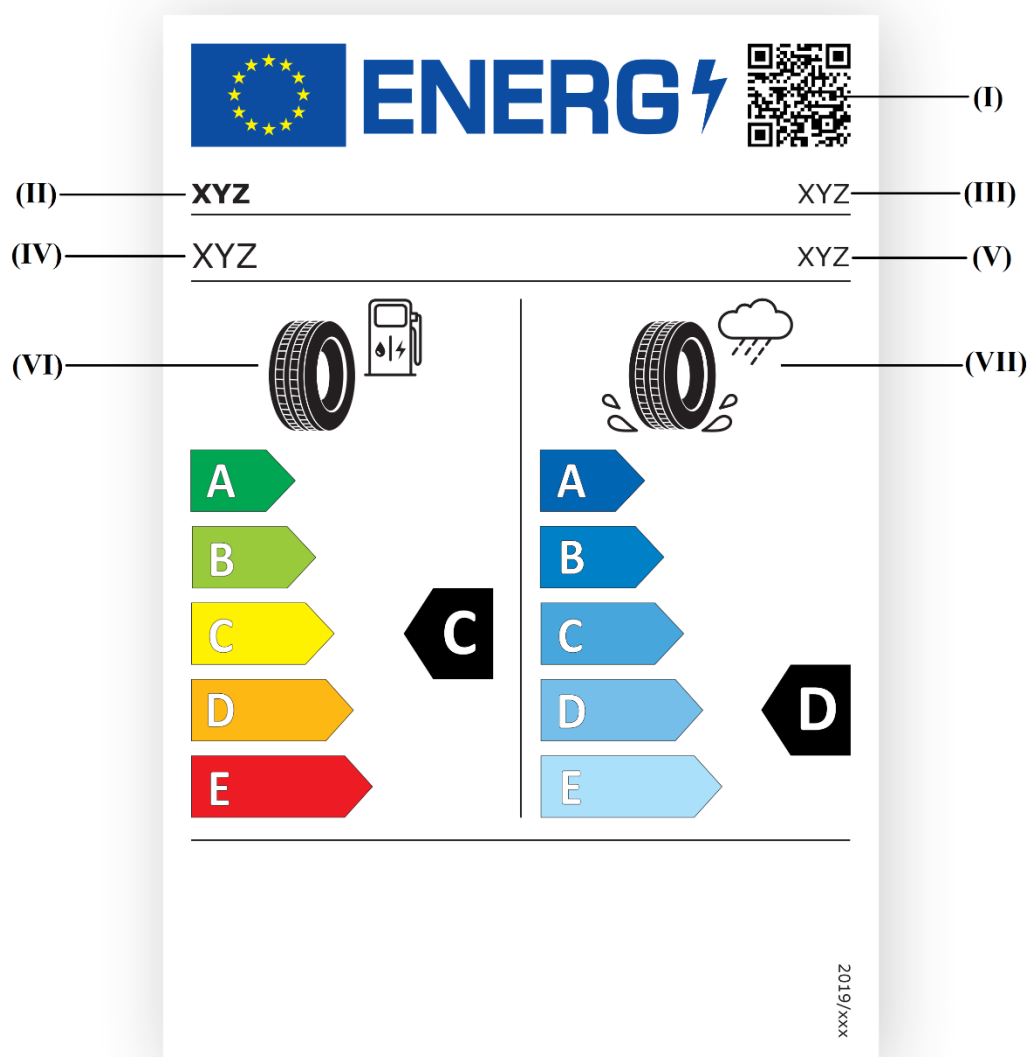 ENERG
(I)
(II) XYZ XYZ (III)
(IV) XYZ XYZ (V)
(VI) (VII)
A A
B B
C C C
D D D
E E
2019/xxx